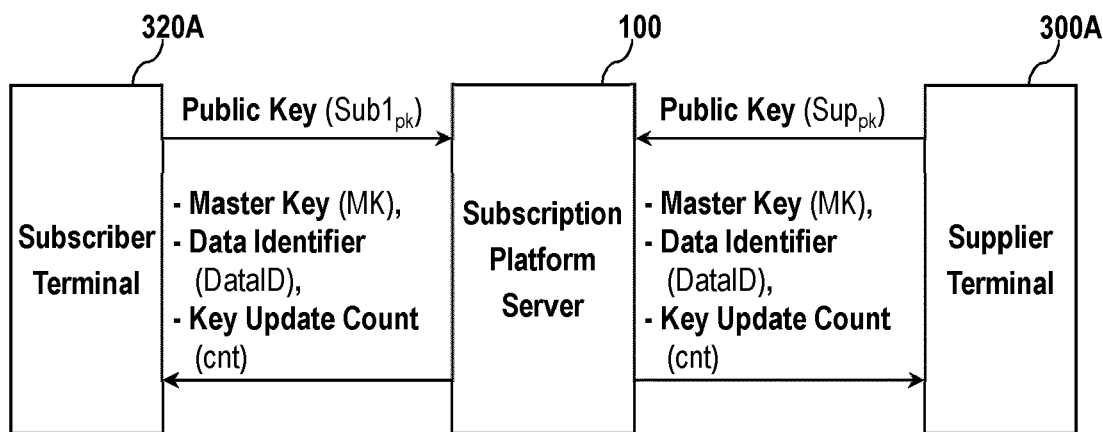 320A
100
300A
Public Key (Sub1pk)
Public Key (Suppk)
Subscriber
Terminal
- Master Key (MK),
- Data Identifier
(DataID),
- Key Update Count
(cnt)
Subscription
Platform
Server
- Master Key (MK),
- Data Identifier
(DataID),
- Key Update Count
(cnt)
Supplier
Terminal